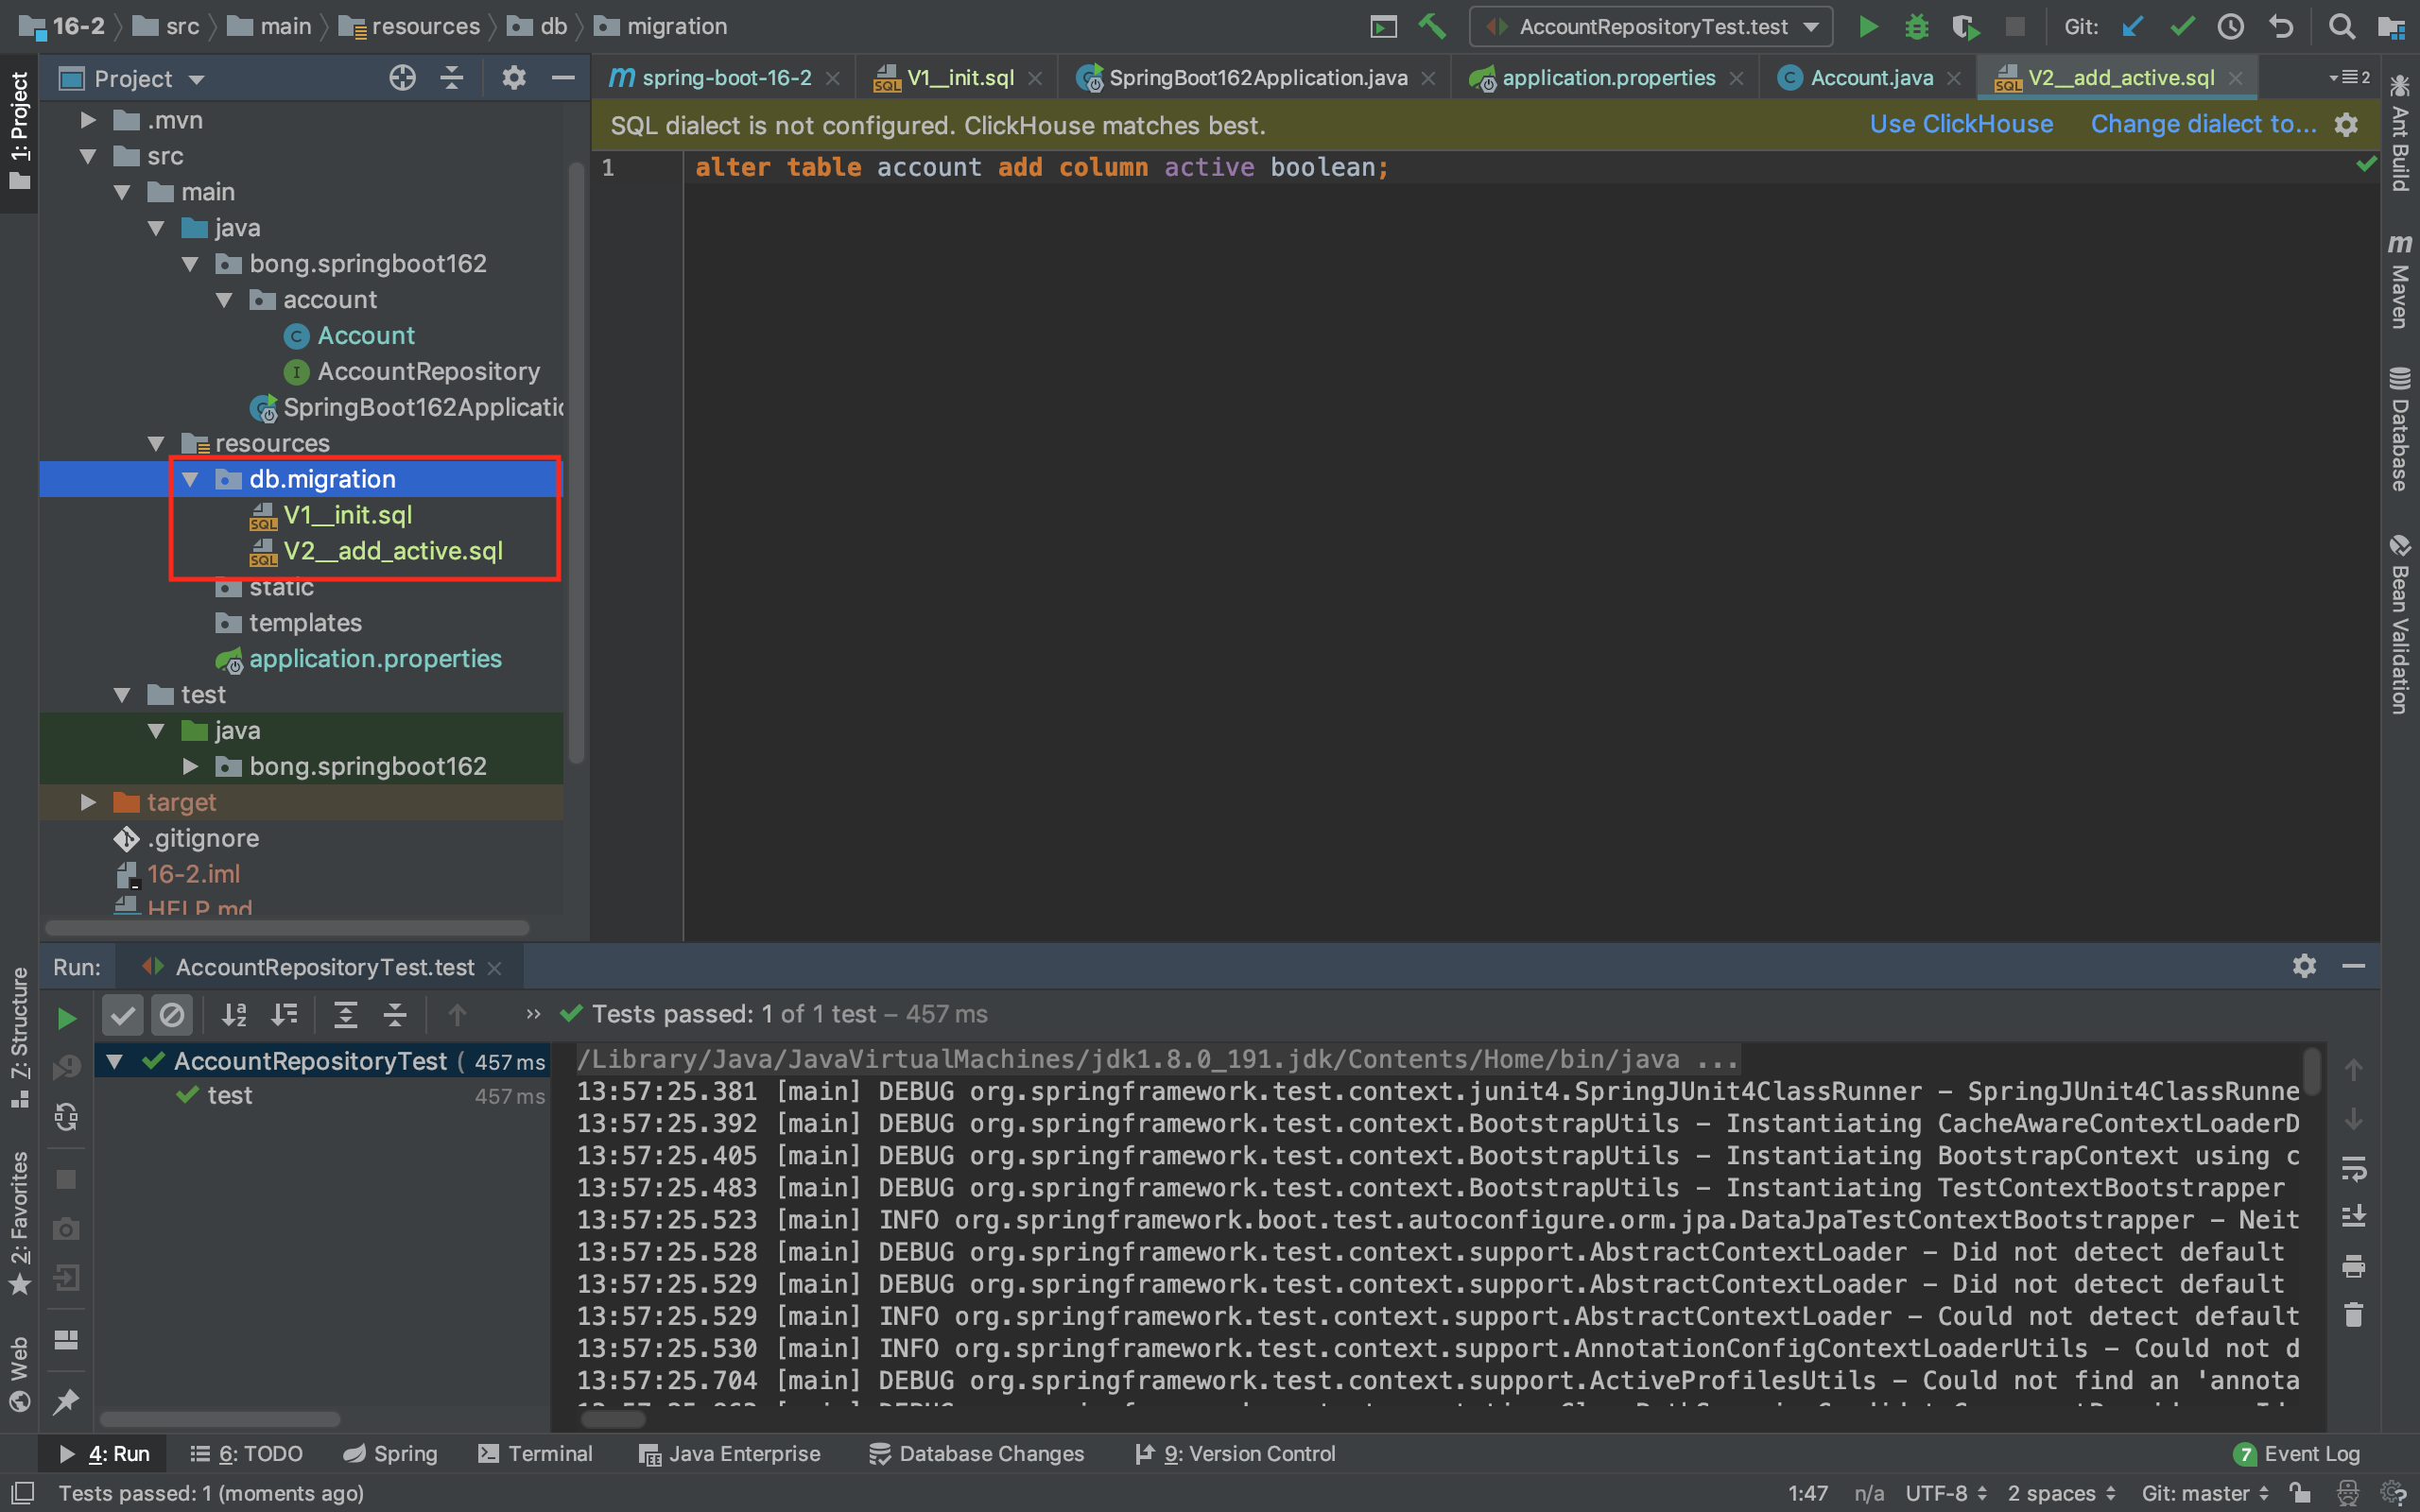 16-2 src main resources db migration AccountRepositoryTest.test Git:
Project
spring-boot-16-2 V1__init.sql SpringBoot162Application.java application.properties Account.java V2__add_active.sql 2
SQL dialect is not configured. ClickHouse matches best. Use ClickHouse Change dialect to...
1 alter table account add column active boolean;
.mvn
src
main
java
bong.springboot162
account
Account
AccountRepository
SpringBoot162Applicatio
resources
db.migration
V1__init.sql
V2__add_active.sql
static
templates
application.properties
test
java
bong.springboot162
target
.gitignore
16-2.iml
HELP.md
1: Project
7: Structure
2: Favorites
Web
Ant Build
Maven
Database
Bean Validation
Run: AccountRepositoryTest.test
Tests passed: 1 of 1 test – 457 ms
AccountRepositoryTest ( 457 ms
test 457 ms
/Library/Java/JavaVirtualMachines/jdk1.8.0_191.jdk/Contents/Home/bin/java ...
13:57:25.381 [main] DEBUG org.springframework.test.context.junit4.SpringJUnit4ClassRunner - SpringJUnit4ClassRunne
13:57:25.392 [main] DEBUG org.springframework.test.context.BootstrapUtils - Instantiating CacheAwareContextLoaderD
13:57:25.405 [main] DEBUG org.springframework.test.context.BootstrapUtils - Instantiating BootstrapContext using c
13:57:25.483 [main] DEBUG org.springframework.test.context.BootstrapUtils - Instantiating TestContextBootstrapper
13:57:25.523 [main] INFO org.springframework.boot.test.autoconfigure.orm.jpa.DataJpaTestContextBootstrapper - Neit
13:57:25.528 [main] DEBUG org.springframework.test.context.support.AbstractContextLoader - Did not detect default
13:57:25.529 [main] DEBUG org.springframework.test.context.support.AbstractContextLoader - Did not detect default
13:57:25.529 [main] INFO org.springframework.test.context.support.AbstractContextLoader - Could not detect default
13:57:25.530 [main] INFO org.springframework.test.context.support.AnnotationConfigContextLoaderUtils - Could not d
13:57:25.704 [main] DEBUG org.springframework.test.context.support.ActiveProfilesUtils - Could not find an 'annota
4: Run 6: TODO Spring Terminal Java Enterprise Database Changes 9: Version Control 7 Event Log
Tests passed: 1 (moments ago) 1:47 n/a UTF-8 2 spaces Git: master